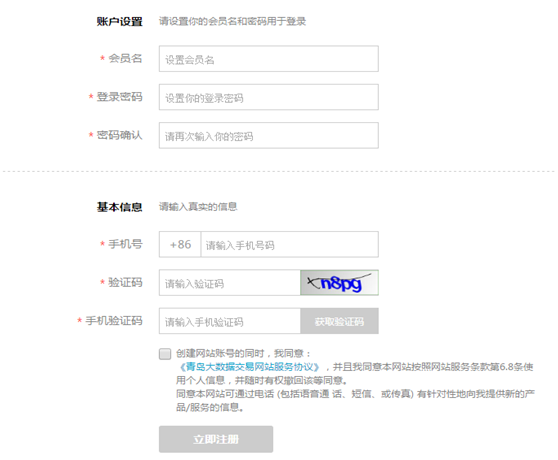 账户设置 请设置你的会员名和密码用于登录
* 会员名 设置会员名
* 登录密码 设置你的登录密码
* 密码确认 请再次输入你的密码
基本信息 请输入真实的信息
* 手机号 +86 请输入手机号码
* 验证码 请输入验证码 n8pg
* 手机验证码 请输入手机验证码 获取验证码
创建网站账号的同时，我同意：
《青岛大数据交易网站服务协议》，并且我同意本网站按照网站服务条款第6.8条使
用个人信息，并随时有权撤回该等同意。
同意本网站可通过电话 (包括语音通 话、短信、或传真) 有针对性地向我提供新的产
品/服务的信息。
立即注册